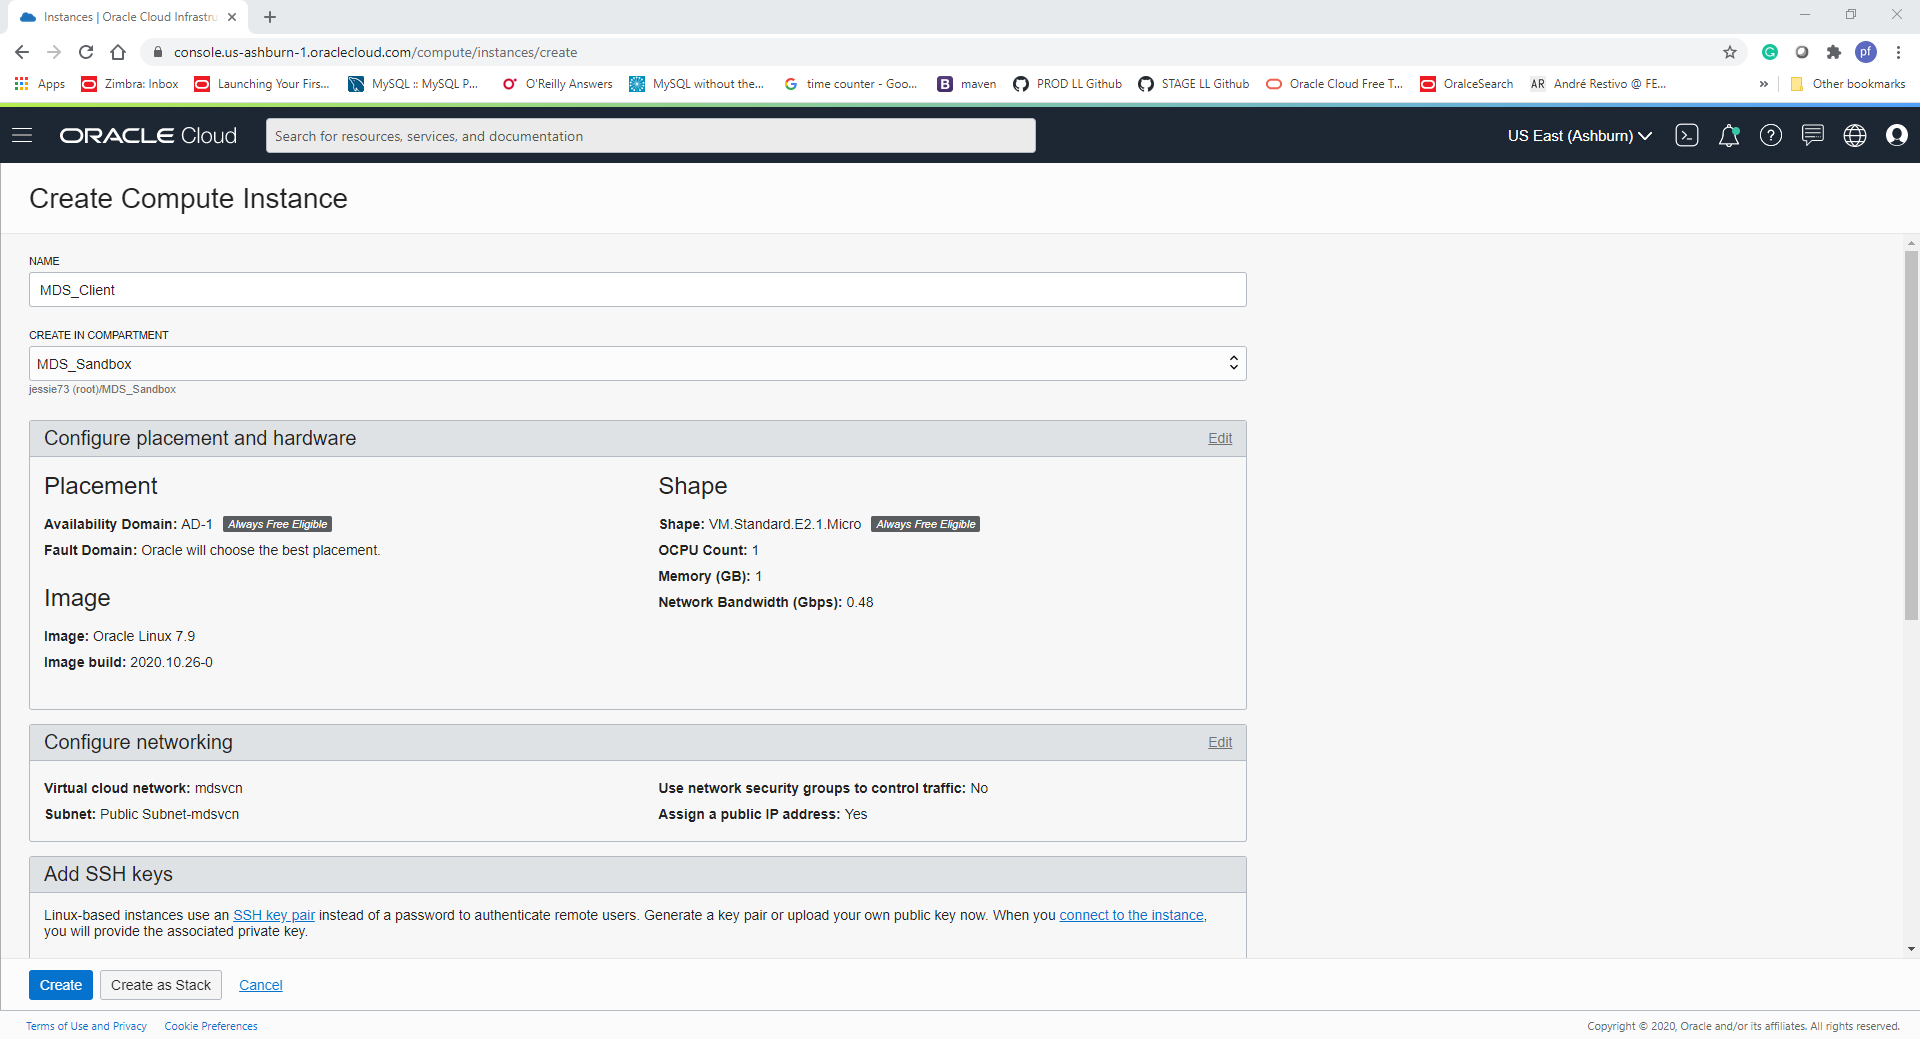 Instances | Oracle Cloud Infrastru
console.us-ashburn-1.oraclecloud.com/compute/instances/create
pf
Apps Zimbra: Inbox Launching Your Firs... MySQL :: MySQL P... O'Reilly Answers MySQL without the... G time counter - Goo... B maven PROD LL Github STAGE LL Github Oracle Cloud Free T... OralceSearch AR André Restivo @ FE... » Other bookmarks
ORACLE Cloud Search for resources, services, and documentation US East (Ashburn)
Create Compute Instance
NAME
MDS_Client
CREATE IN COMPARTMENT
MDS_Sandbox
jessie73 (root)/MDS_Sandbox
Configure placement and hardware Edit
Placement
Availability Domain: AD-1 Always Free Eligible
Fault Domain: Oracle will choose the best placement.
Image
Image: Oracle Linux 7.9
Image build: 2020.10.26-0
Shape
Shape: VM.Standard.E2.1.Micro Always Free Eligible
OCPU Count: 1
Memory (GB): 1
Network Bandwidth (Gbps): 0.48
Configure networking Edit
Virtual cloud network: mdsvcn
Subnet: Public Subnet-mdsvcn
Use network security groups to control traffic: No
Assign a public IP address: Yes
Add SSH keys
Linux-based instances use an SSH key pair instead of a password to authenticate remote users. Generate a key pair or upload your own public key now. When you connect to the instance,
you will provide the associated private key.
Create Create as Stack Cancel
Terms of Use and Privacy Cookie Preferences Copyright © 2020, Oracle and/or its affiliates. All rights reserved.